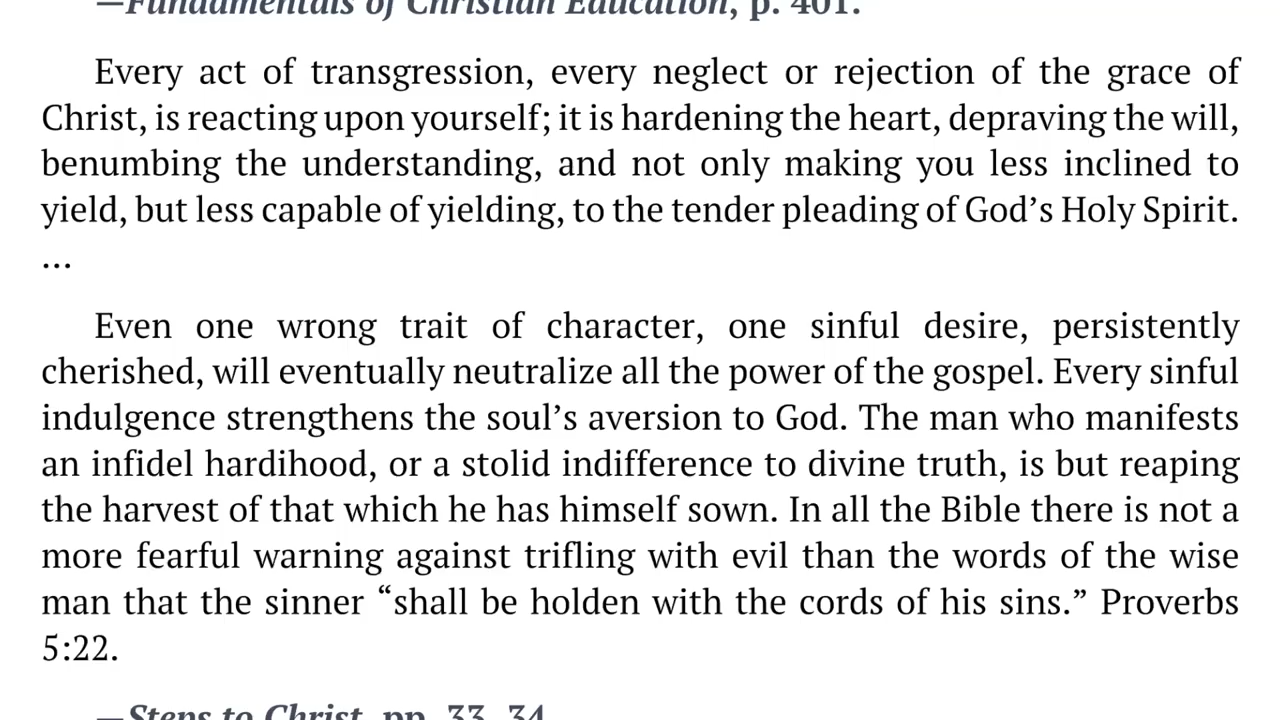 —Fundamentals of Christian Education, p. 401.
Every act of transgression, every neglect or rejection of the grace of
Christ, is reacting upon yourself; it is hardening the heart, depraving the will,
benumbing the understanding, and not only making you less inclined to
yield, but less capable of yielding, to the tender pleading of God’s Holy Spirit.
...
Even one wrong trait of character, one sinful desire, persistently
cherished, will eventually neutralize all the power of the gospel. Every sinful
indulgence strengthens the soul’s aversion to God. The man who manifests
an infidel hardihood, or a stolid indifference to divine truth, is but reaping
the harvest of that which he has himself sown. In all the Bible there is not a
more fearful warning against trifling with evil than the words of the wise
man that the sinner “shall be holden with the cords of his sins.” Proverbs
5:22.
—Steps to Christ, pp. 33, 34